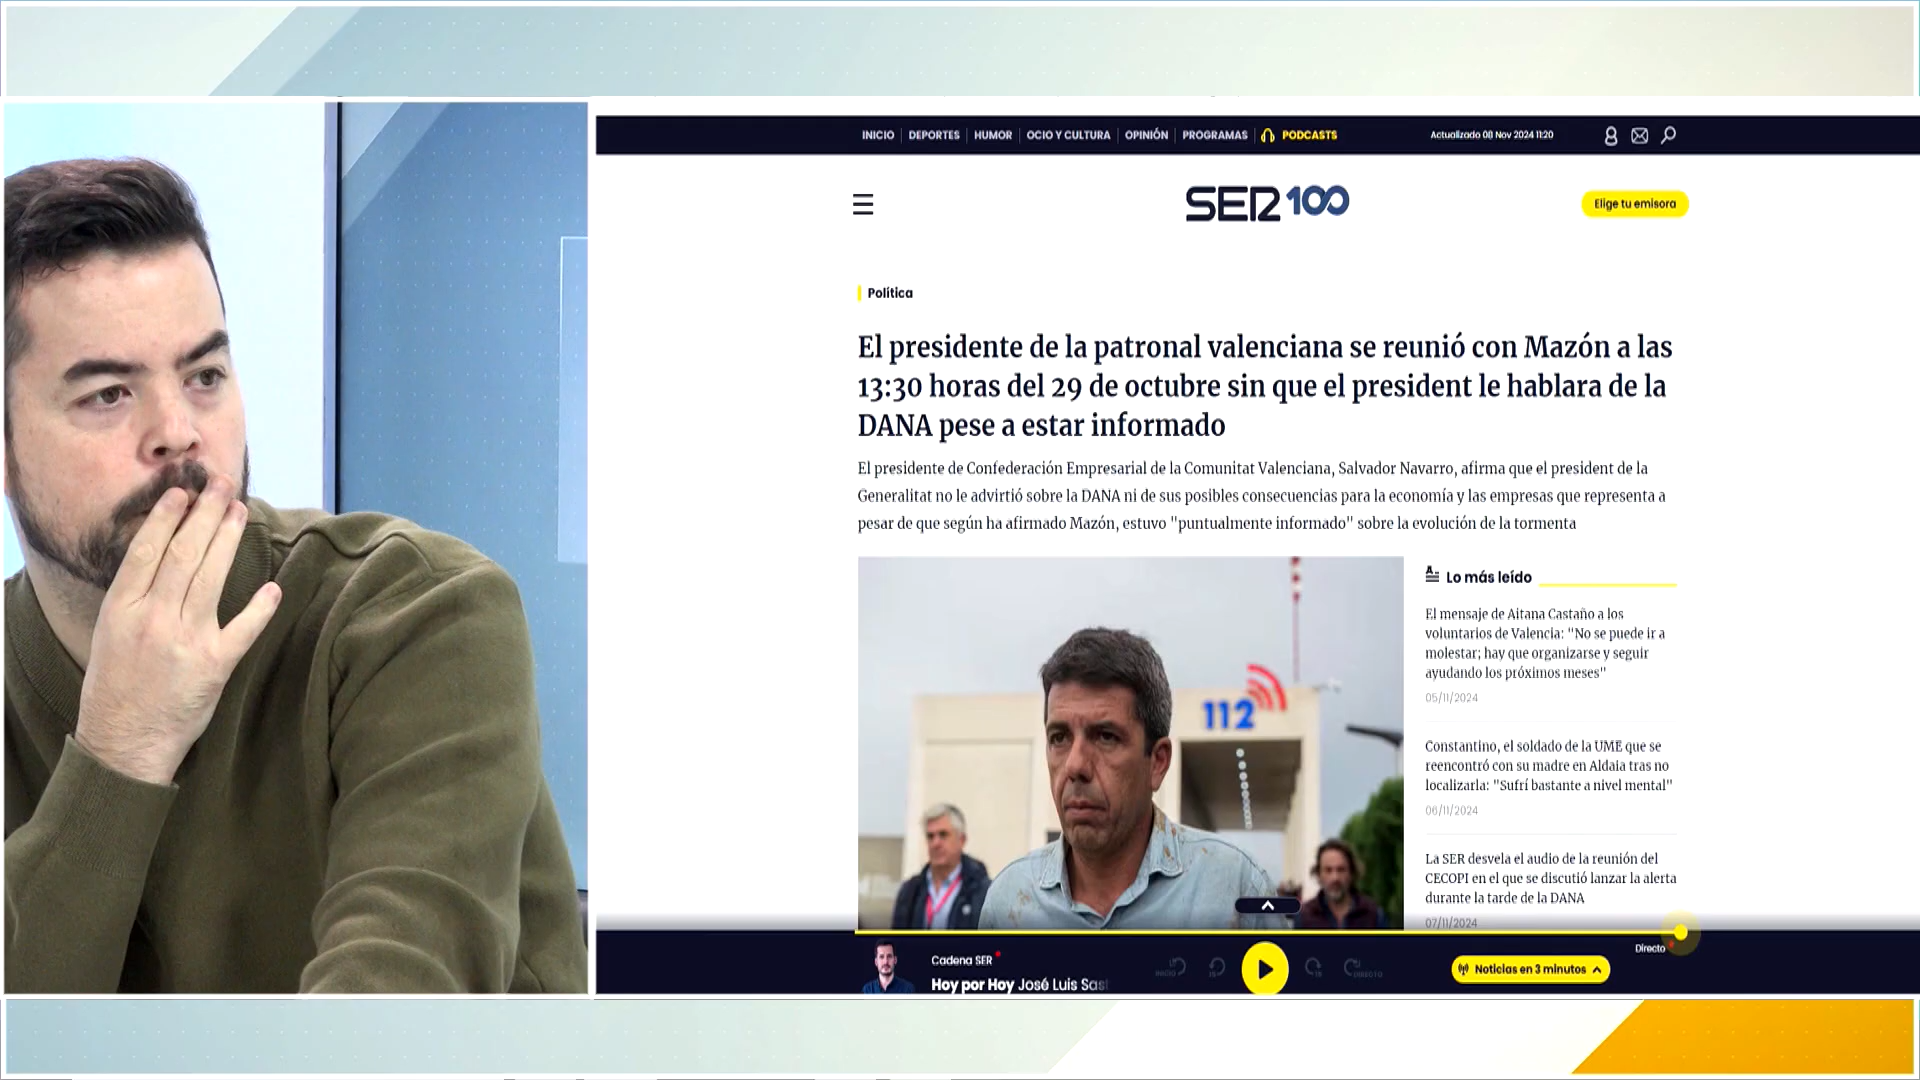 INICIO DEPORTES HUMOR OCIO Y CULTURA OPINIÓN PROGRAMAS PODCASTS Actualizado 08 Nov 2024 11:20
SER 100
Elige tu emisora
Política
El presidente de la patronal valenciana se reunió con Mazón a las
13:30 horas del 29 de octubre sin que el president le hablara de la
DANA pese a estar informado
El presidente de Confederación Empresarial de la Comunitat Valenciana, Salvador Navarro, afirma que el president de la
Generalitat no le advirtió sobre la DANA ni de sus posibles consecuencias para la economía y las empresas que representa a
pesar de que según ha afirmado Mazón, estuvo "puntualmente informado" sobre la evolución de la tormenta
112
Lo más leído
El mensaje de Aitana Castaño a los
voluntarios de Valencia: "No se puede ir a
molestar; hay que organizarse y seguir
ayudando los próximos meses"
05/11/2024
Constantino, el soldado de la UME que se
reencontró con su madre en Aldaia tras no
localizarla: "Sufrí bastante a nivel mental"
06/11/2024
La SER desvela el audio de la reunión del
CECOPI en el que se discutió lanzar la alerta
durante la tarde de la DANA
07/11/2024
Directo
Cadena SER
Hoy por Hoy José Luis Sast
INICIO
DIRECTO
Noticias en 3 minutos